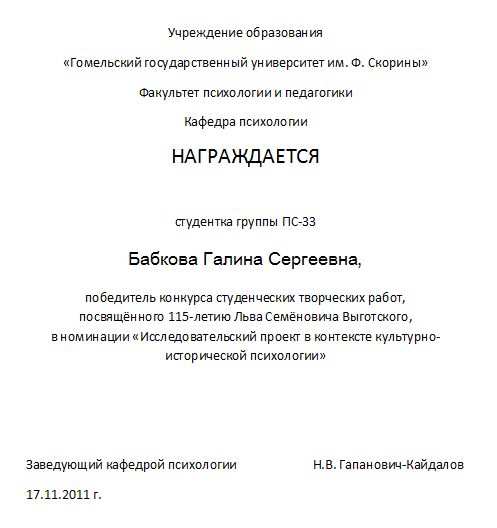 Учреждение образования
«Гомельский государственный университет им. Ф. Скорины»
Факультет психологии и педагогики
Кафедра психологии
НАГРАЖДАЕТСЯ
студентка группы ПС-33
Бабкова Галина Сергеевна,
победитель конкурса студенческих творческих работ,
посвящённого 115-летию Льва Семёновича Выготского,
в номинации «Исследовательский проект в контексте культурно-
исторической психологии»
Заведующий кафедрой психологии Н.В. Гапанович-Кайдалов
17.11.2011 г.